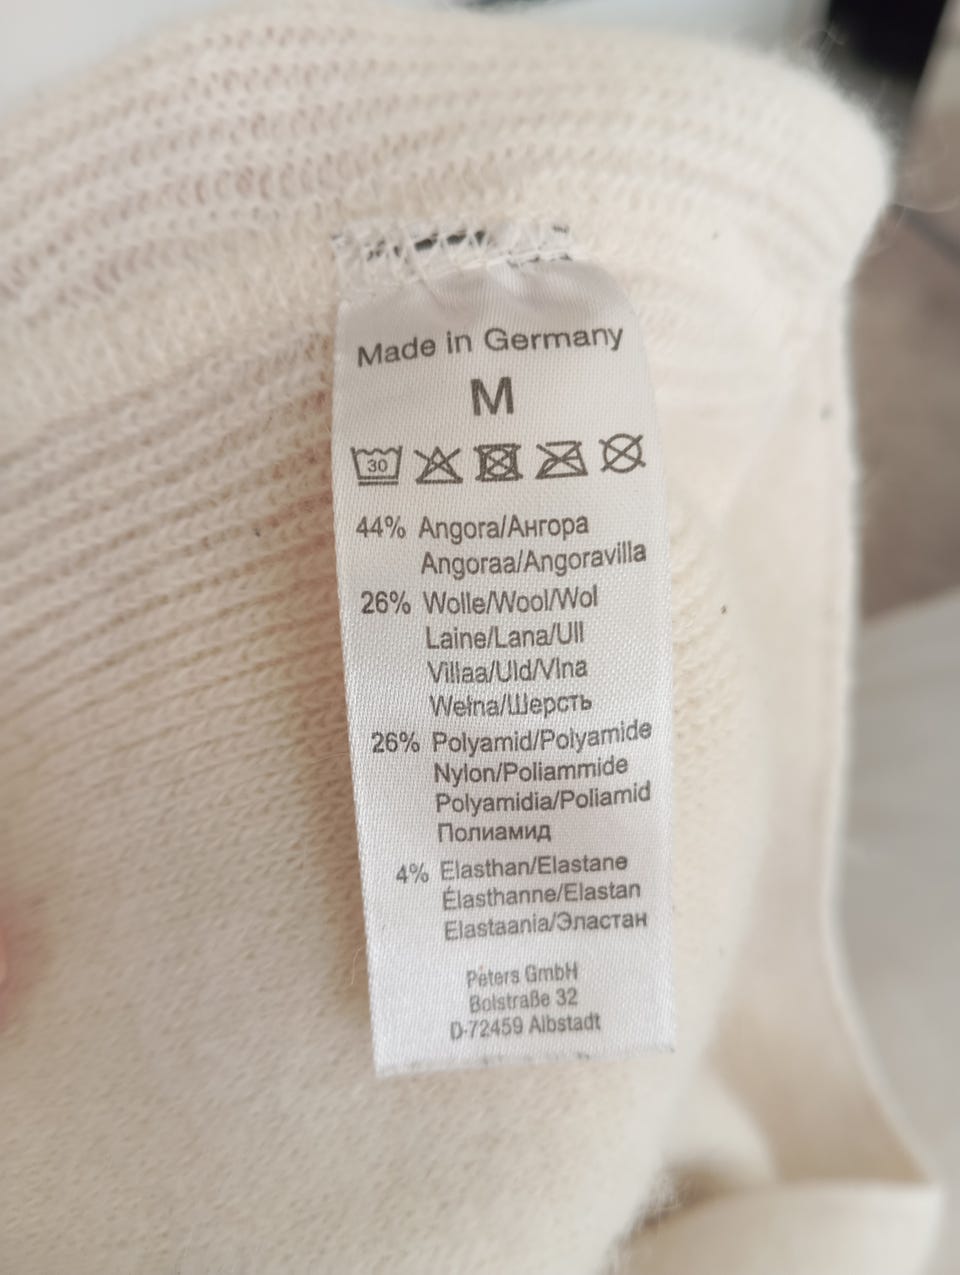 Made in Germany
M
30
44% Angora/Ангора
Angoraa/Angoravilla
26% Wolle/Wool/Wol
Laine/Lana/Ull
Villaa/Uld/Vlna
Wełna/Шерсть
26% Polyamid/Polyamide
Nylon/Poliammide
Polyamidia/Poliamid
Полиамид
4% Elasthan/Elastane
Élasthanne/Elastan
Elastaania/Эластан
Peters GmbH
Bolstraße 32
D-72459 Albstadt